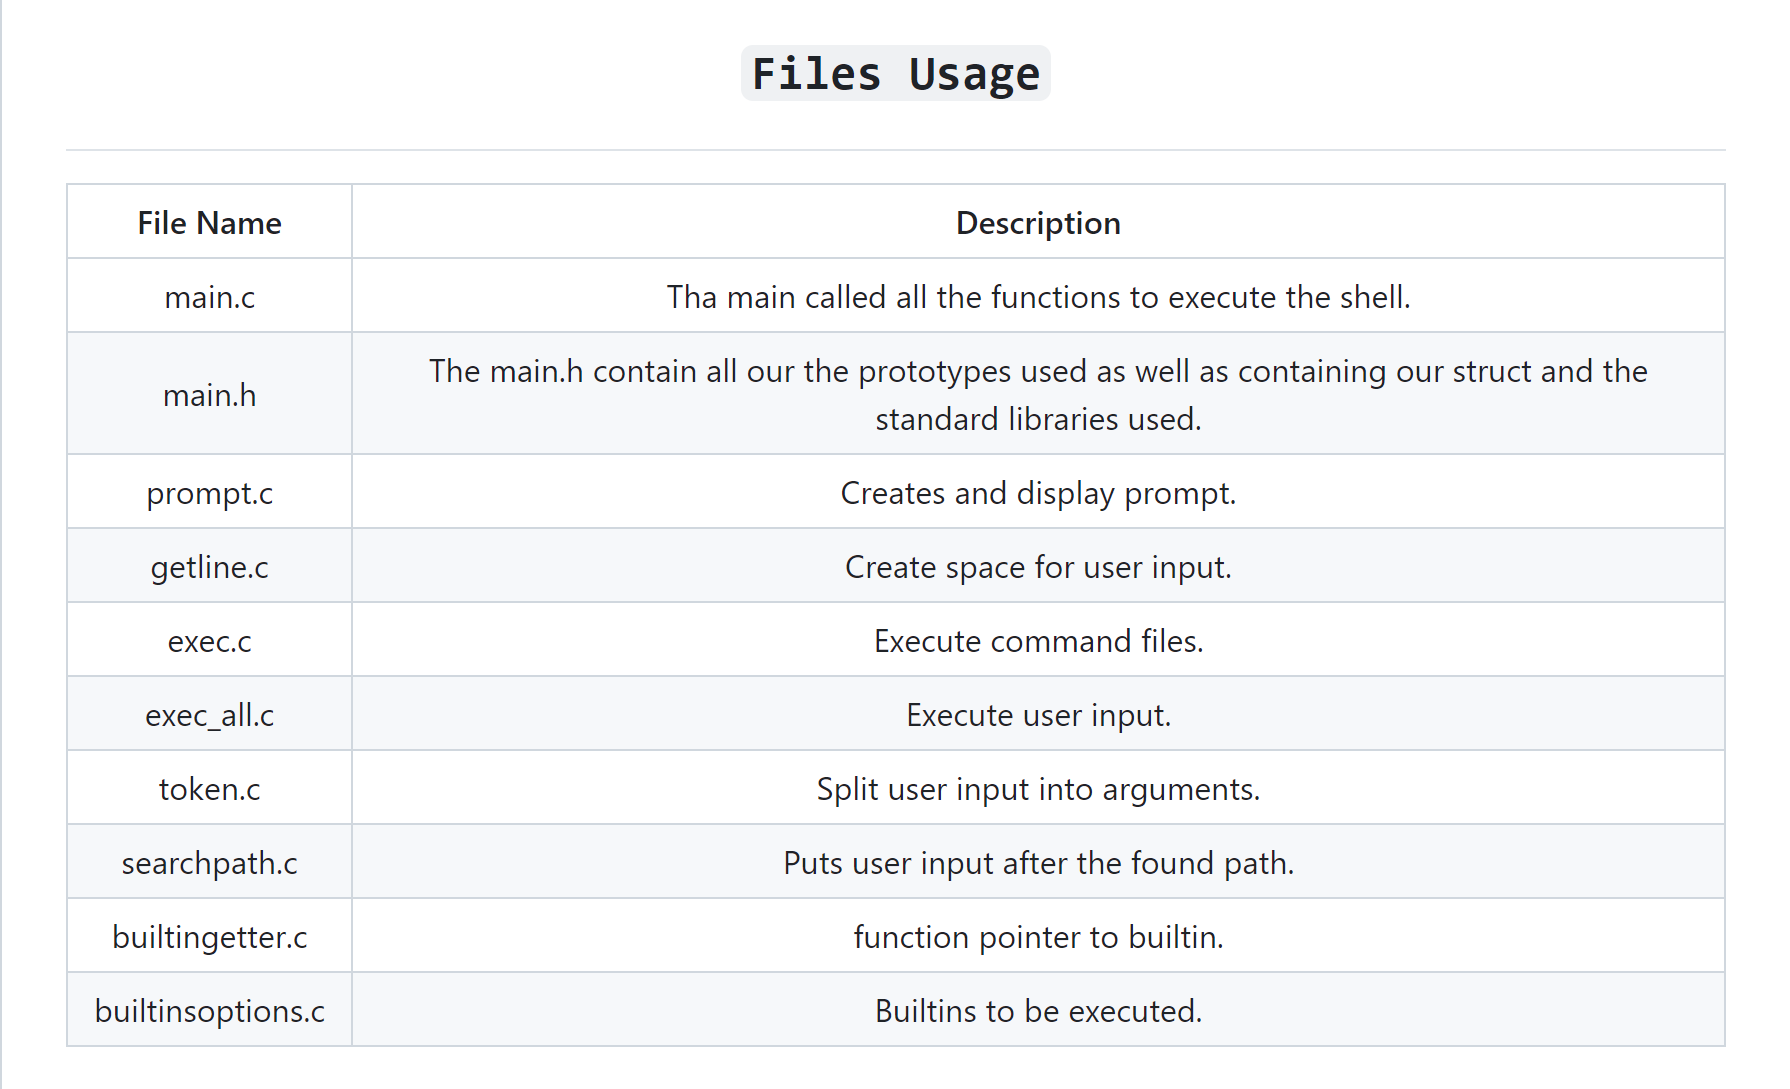 Files Usage
File Name
Description
main.c
Tha main called all the functions to execute the shell.
main.h
The main.h contain all our the prototypes used as well as containing our struct and the
standard libraries used.
prompt.c
Creates and display prompt.
getline.c
Create space for user input.
exec.c
Execute command files.
exec_all.c
Execute user input.
token.c
Split user input into arguments.
searchpath.c
Puts user input after the found path.
builtingetter.c
function pointer to builtin.
builtinsoptions.c
Builtins to be executed.